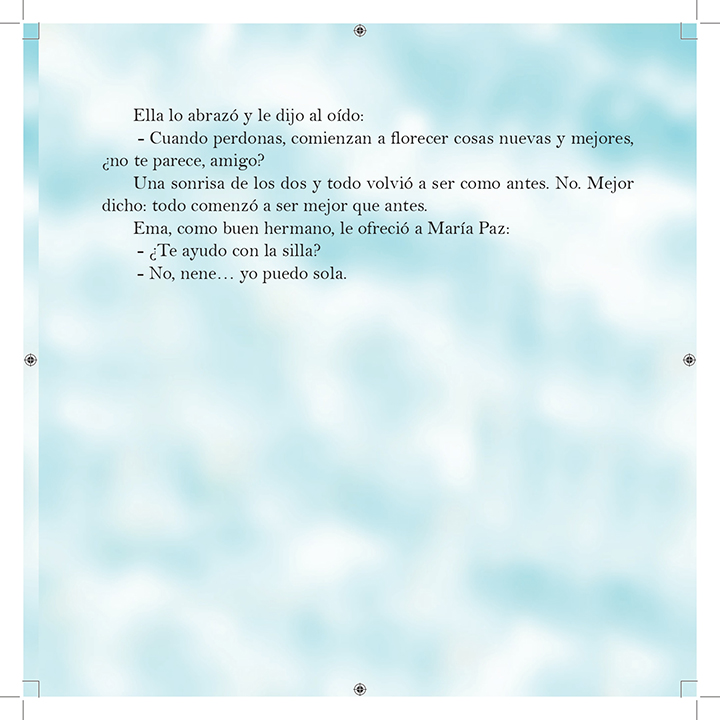 Ella lo abrazó y le dijo al oído:
- Cuando perdonas, comienzan a florecer cosas nuevas y mejores,
¿no te parece, amigo?
Una sonrisa de los dos y todo volvió a ser como antes. No. Mejor
dicho: todo comenzó a ser mejor que antes.
Ema, como buen hermano, le ofreció a María Paz:
- ¿Te ayudo con la silla?
- No, nene… yo puedo sola.